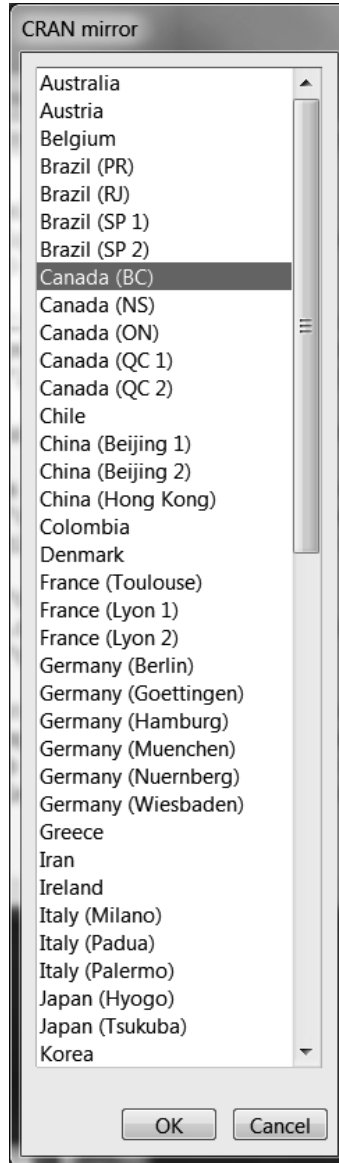 CRAN mirror
Australia
Austria
Belgium
Brazil (PR)
Brazil (RJ)
Brazil (SP 1)
Brazil (SP 2)
Canada (BC)
Canada (NS)
Canada (ON)
Canada (QC 1)
Canada (QC 2)
Chile
China (Beijing 1)
China (Beijing 2)
China (Hong Kong)
Colombia
Denmark
France (Toulouse)
France (Lyon 1)
France (Lyon 2)
Germany (Berlin)
Germany (Goettingen)
Germany (Hamburg)
Germany (Muenchen)
Germany (Nuernberg)
Germany (Wiesbaden)
Greece
Iran
Ireland
Italy (Milano)
Italy (Padua)
Italy (Palermo)
Japan (Hyogo)
Japan (Tsukuba)
Korea
OK Cancel